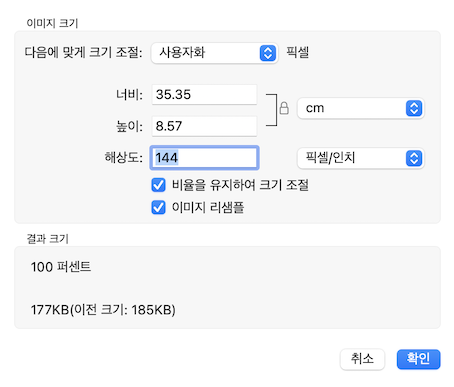 이미지 크기
다음에 맞게 크기 조절: 사용자화 픽셀
너비: 35.35
cm
높이: 8.57
해상도: 144 픽셀/인치
비율을 유지하여 크기 조절
이미지 리샘플
결과 크기
100 퍼센트
177KB(이전 크기: 185KB)
취소 확인